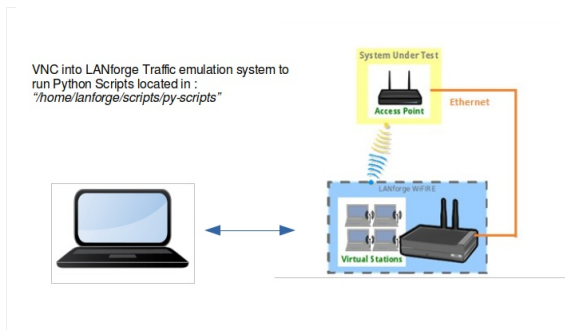 VNC into LANforge Traffic emulation system to
run Python Scripts located in :
“/home/lanforge/scripts/py-scripts”
System Under Test
Access Point
Ethernet
LANforge WiFIRE
Virtual Stations